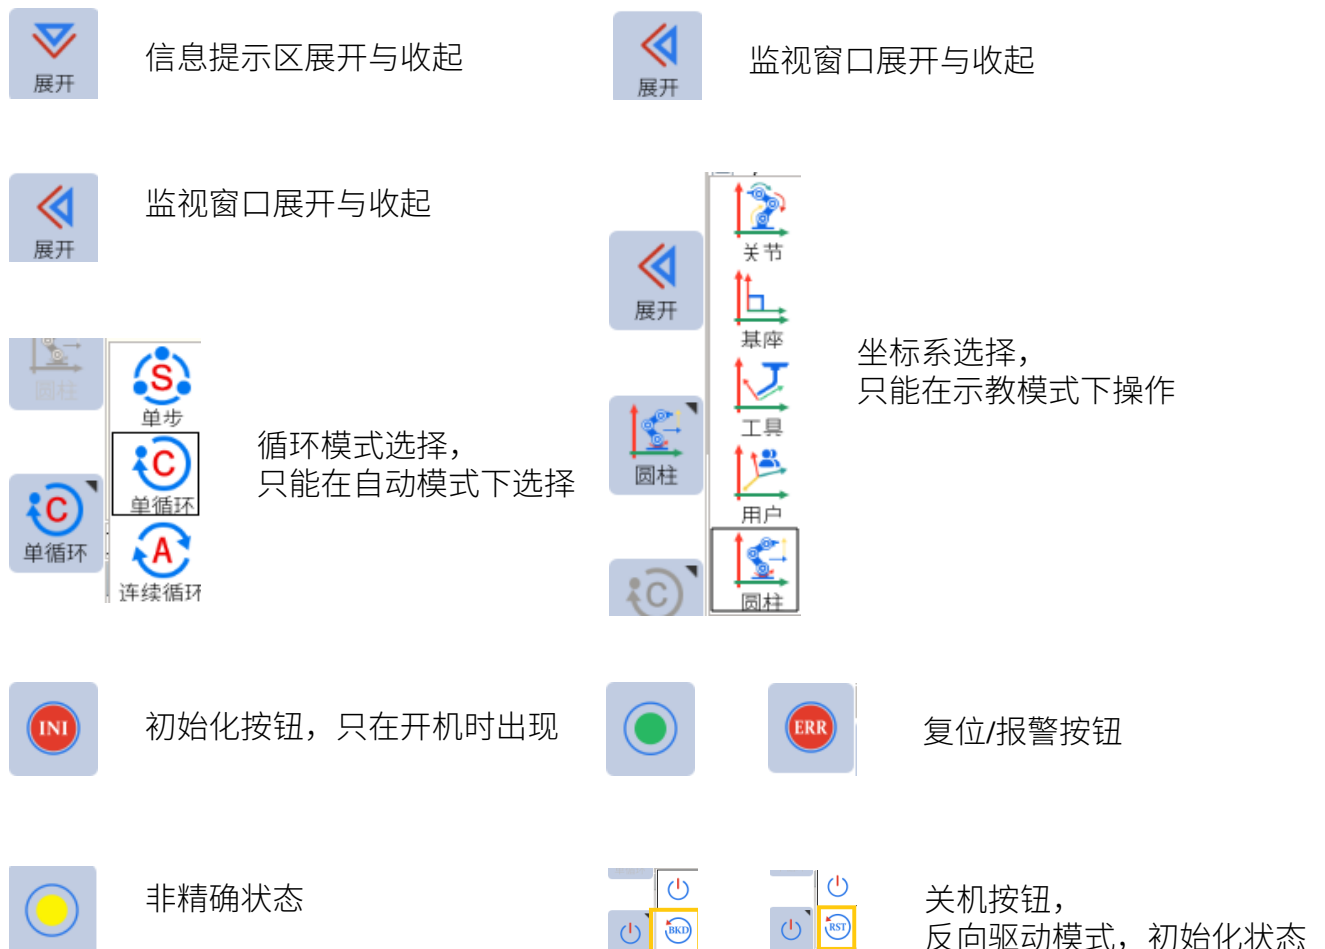 展开
信息提示区展开与收起
展开
监视窗口展开与收起
展开
监视窗口展开与收起
圆柱
单步
单循环
单循环
连续循环
循环模式选择，
只能在自动模式下选择
展开
圆柱
C
关节
基座
工具
用户
圆柱
坐标系选择，
只能在示教模式下操作
S
C
C
A
INI
初始化按钮，只在开机时出现
ERR
复位/报警按钮
非精确状态
BKD
RST
关机按钮，
反向驱动模式，初始化状态